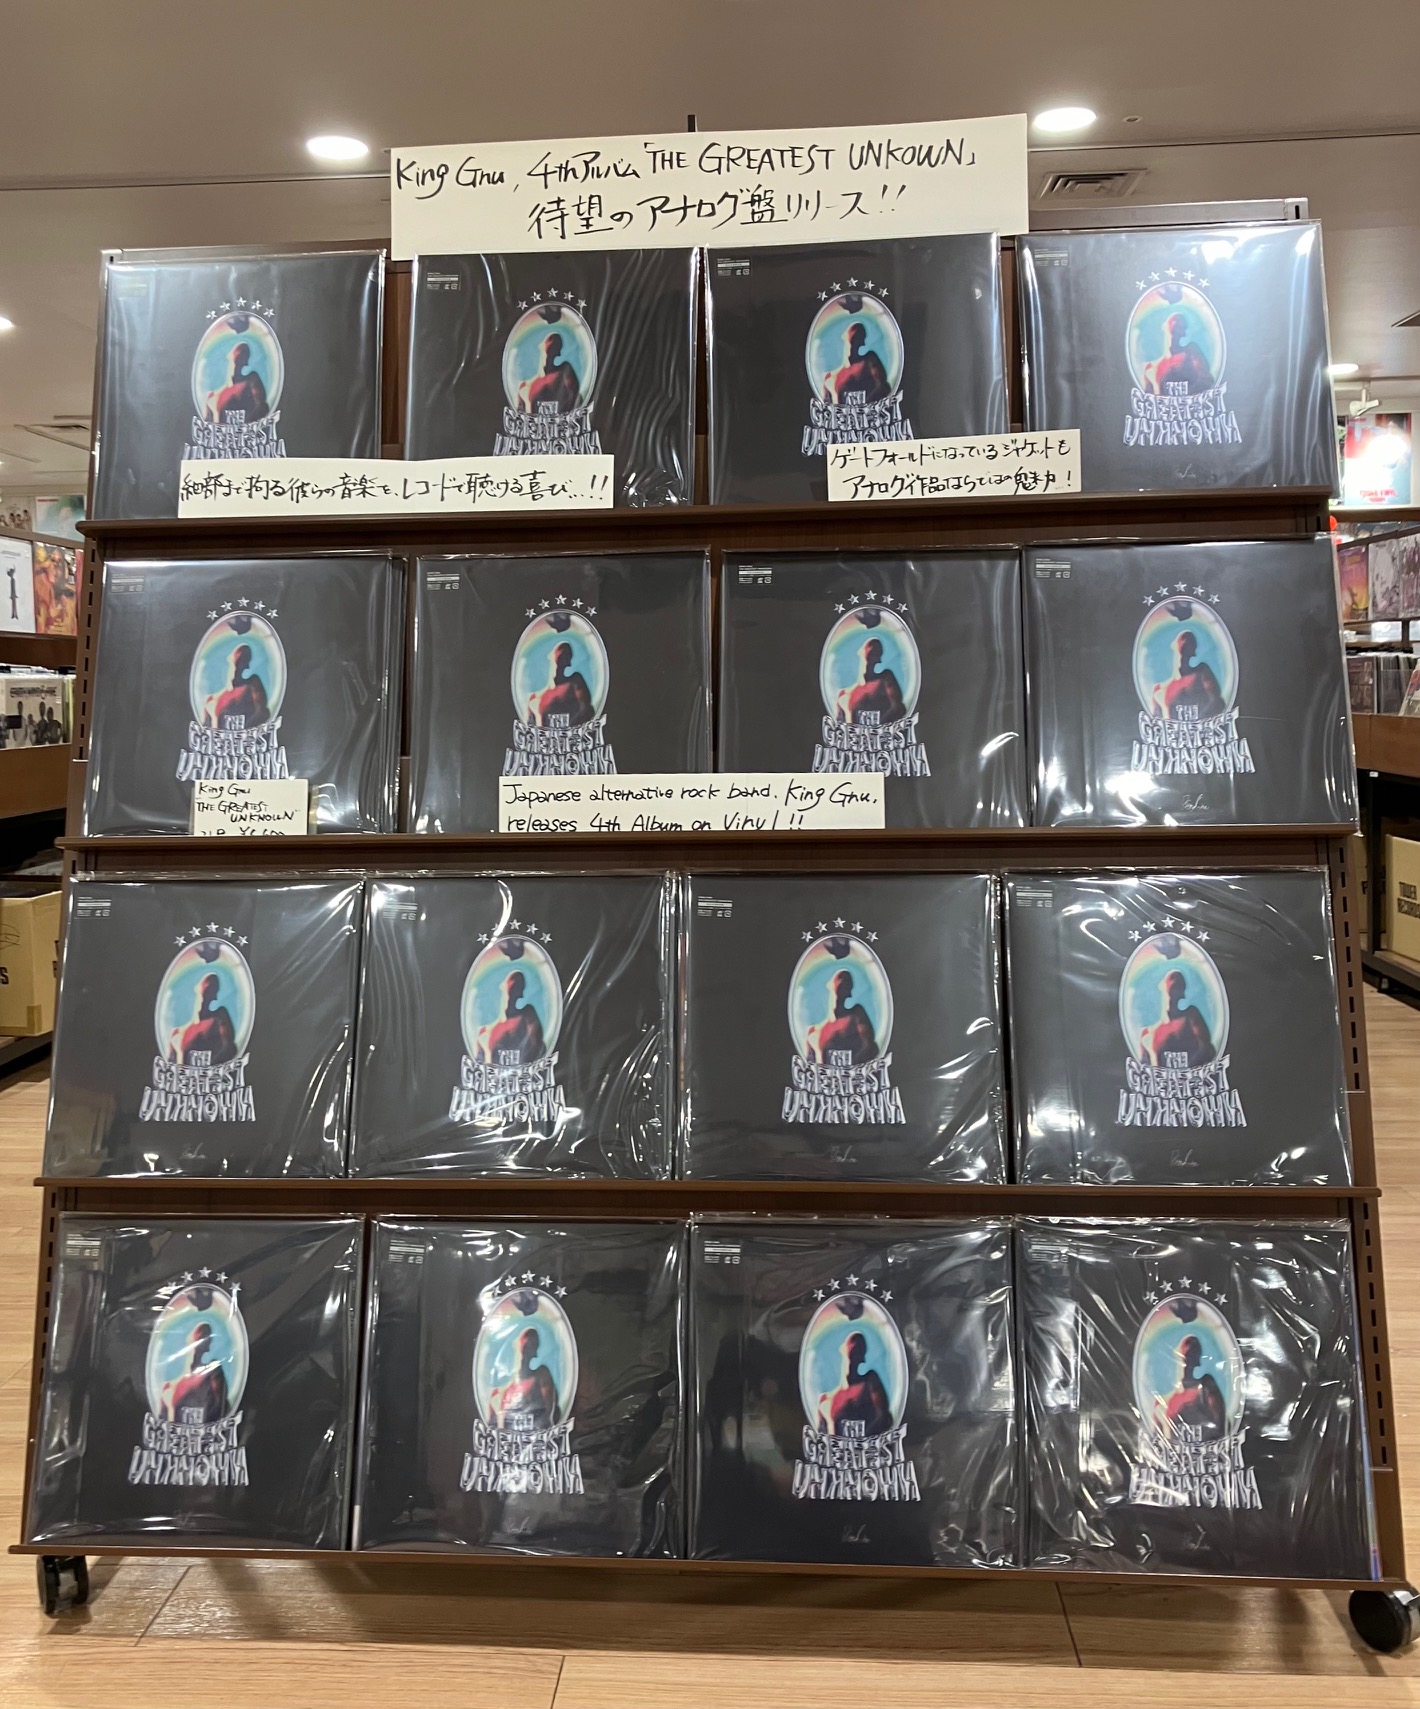 King Gnu, 4thアルバム「THE GREATEST UNKOWN」
待望のアナログ盤リリース!!
THE
GREATEST
UNKNOWN
THE
GREATEST
UNKNOWN
THE
GREATEST
UNKNOWN
THE
GREATEST
UNKNOWN
細部まで拘る彼らの音楽を、レコードで聴ける喜び...!!
ゲートフォールドになっているジャケットも
アナログ作品ならではの魅力!
THE
GREATEST
UNKNOWN
THE
GREATEST
UNKNOWN
THE
GREATEST
UNKNOWN
THE
GREATEST
UNKNOWN
King Gnu
"THE GREATEST
UNKNOWN"
Japanese alternative rock band. King Gnu,
releases 4th Album on Vinyl!!
THE
GREATEST
UNKNOWN
THE
GREATEST
UNKNOWN
THE
GREATEST
UNKNOWN
THE
GREATEST
UNKNOWN
THE
GREATEST
UNKNOWN
THE
GREATEST
UNKNOWN
THE
GREATEST
UNKNOWN
THE
GREATEST
UNKNOWN